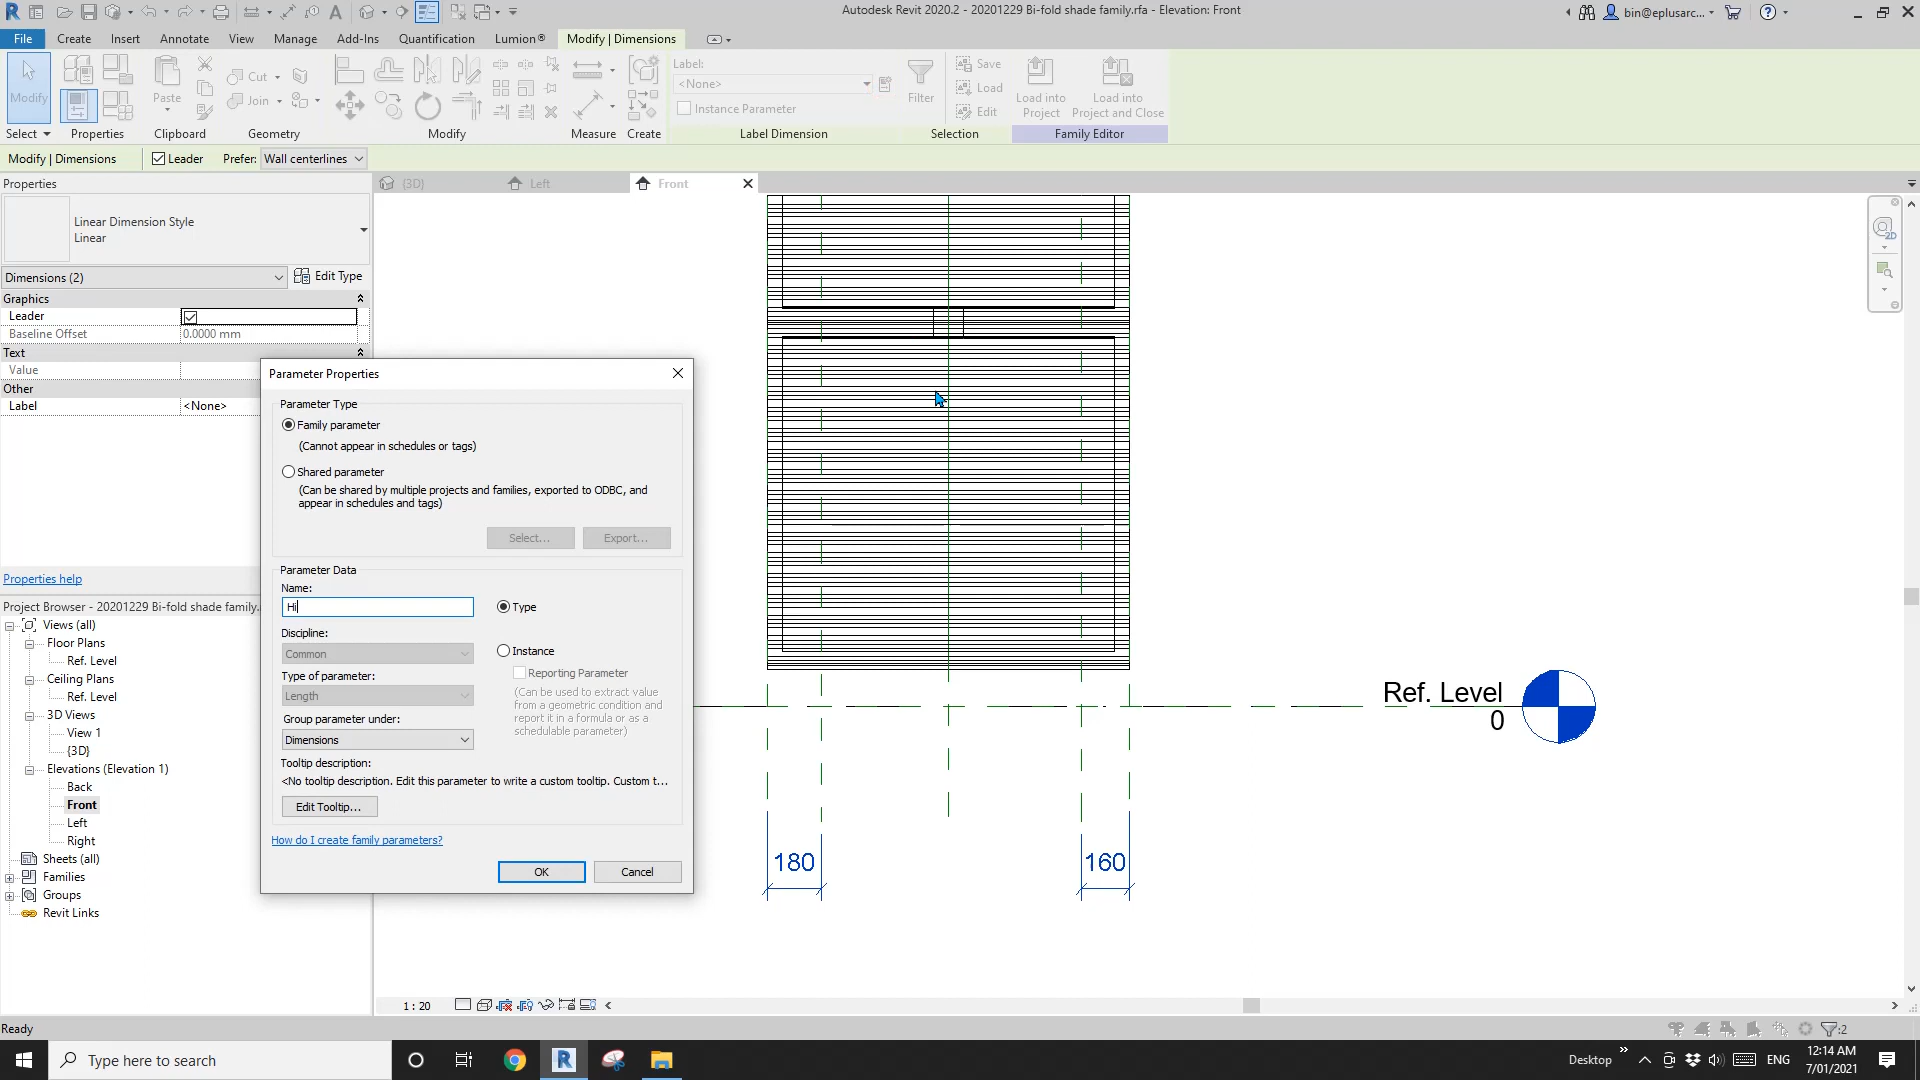 Autodesk Revit 2020.2 - 20201229 Bi-fold shade family.rfa - Elevation: Front
bin@eplusarc...
File Create Insert Annotate View Manage Add-Ins Quantification Lumion® Modify | Dimensions
Modify
Paste
Cut
Join
Label:
<None>
Instance Parameter
Filter
Save
Load
Edit
Load into
Project
Load into
Project and Close
Select Properties Clipboard Geometry Modify Measure Create Label Dimension Selection Family Editor
Modify | Dimensions Leader Prefer: Wall centerlines
Properties
{3D} Left Front
Linear Dimension Style
Linear
Dimensions (2) Edit Type
Graphics
Leader
Baseline Offset 0.0000 mm
Text
Value
Other
Label <None>
Properties help
Project Browser - 20201229 Bi-fold shade family.
Views (all)
Floor Plans
Ref. Level
Ceiling Plans
Ref. Level
3D Views
View 1
{3D}
Elevations (Elevation 1)
Back
Front
Left
Right
Sheets (all)
Families
Groups
Revit Links
Parameter Properties
Parameter Type
Family parameter
(Cannot appear in schedules or tags)
Shared parameter
(Can be shared by multiple projects and families, exported to ODBC, and
appear in schedules and tags)
Select... Export...
Parameter Data
Name:
Hi
Type
Discipline:
Common
Instance
Type of parameter:
Reporting Parameter
Length
(Can be used to extract value
from a geometric condition and
report it in a formula or as a
schedulable parameter)
Group parameter under:
Dimensions
Tooltip description:
<No tooltip description. Edit this parameter to write a custom tooltip. Custom t...
Edit Tooltip...
How do I create family parameters?
OK Cancel
Ref. Level
0
180 160
2D
1 : 20
Ready
:2
Type here to search
Desktop
ENG
12:14 AM
7/01/2021